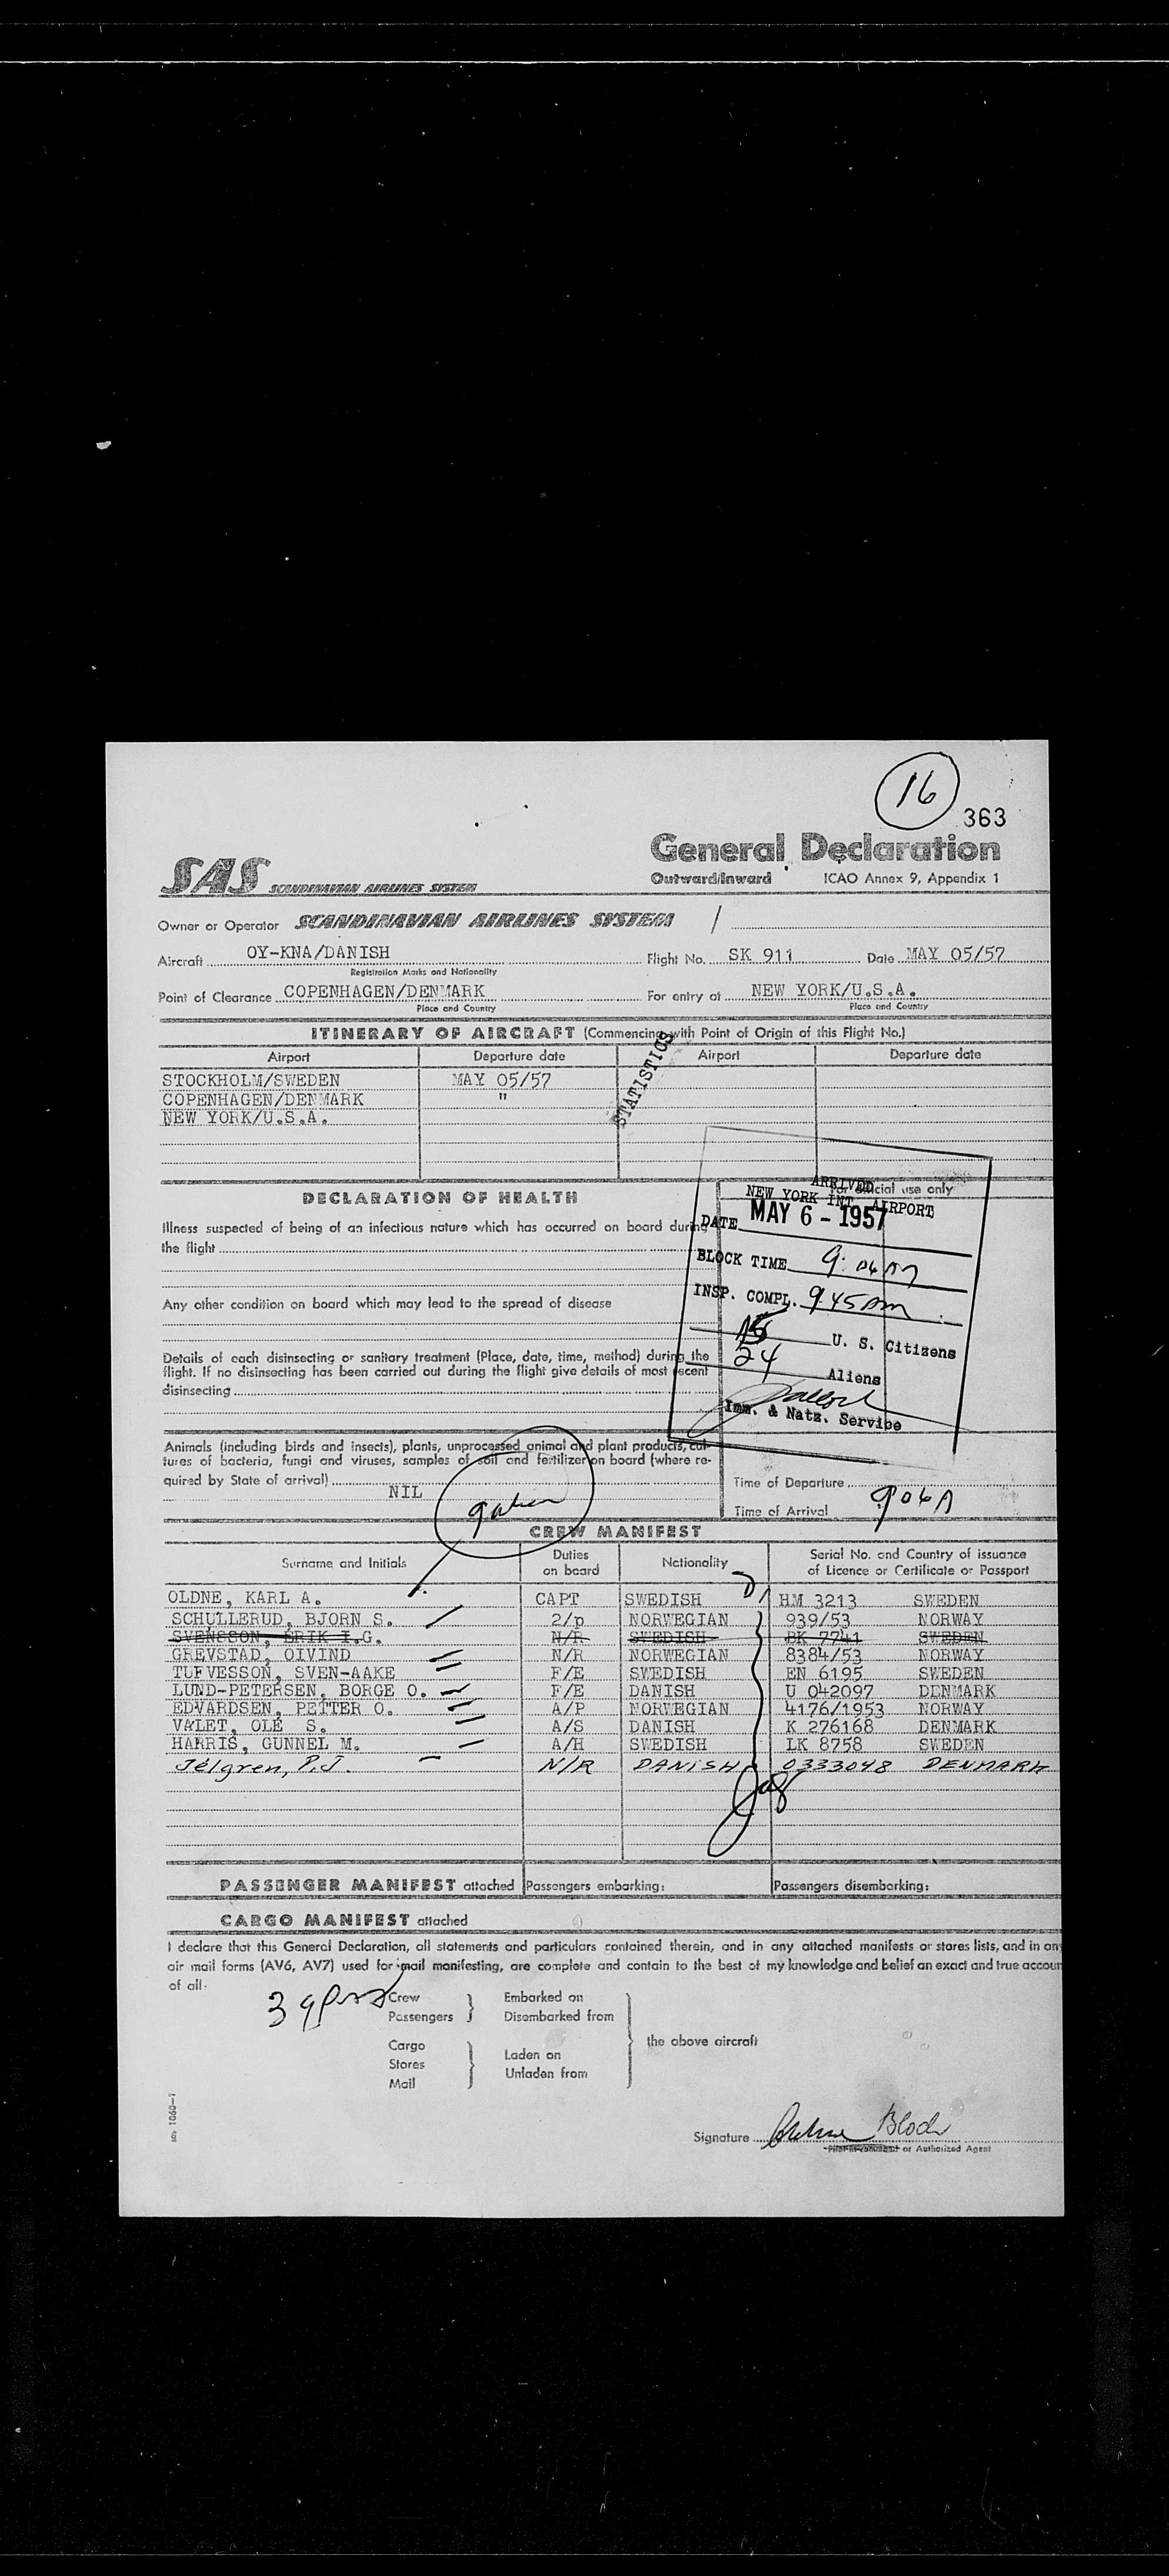 16
363
General Declaration
SAS SCANDINAVIAN AIRLINES SYSTEM
Outward/Inward ICAO Annex 9, Appendix 1
Owner or Operator SCANDINAVIAN AIRLINES SYSTEM /
Aircraft OY-KNA/DANISH Flight No. SK 911 Date MAY 05/57
Registration Marks and Nationality
Point of Clearance COPENHAGEN/DENMARK For entry at NEW YORK/U.S.A.
Place and Country Place and Country
ITINERARY OF AIRCRAFT (Commencing with Point of Origin of this Flight No.)
Airport Departure date Airport Departure date
STOCKHOLM/SWEDEN MAY 05/57
COPENHAGEN/DENMARK "
NEW YORK/U.S.A.
STATISTICS
DECLARATION OF HEALTH
Illness suspected of being of an infectious nature which has occurred on board during
the flight
Any other condition on board which may lead to the spread of disease
Details of each disinsecting or sanitary treatment (Place, date, time, method) during the
flight. If no disinsecting has been carried out during the flight give details of most recent
disinsecting
Animals (including birds and insects), plants, unprocessed animal and plant products, cul-
tures of bacteria, fungi and viruses, samples of soil and fertilizer on board (where re-
quired by State of arrival)
NIL
official use only
ARRIVED
NEW YORK INT. AIRPORT
DATE MAY 6 - 1957
BLOCK TIME 9:06 AM
INSP. COMPL. 945 AM
15 U. S. Citizens
24 Aliens
Imm. & Natz. Service
Time of Departure
Time of Arrival 906A
CREW MANIFEST
Surname and Initials Duties on board Nationality Serial No. and Country of issuance of Licence or Certificate or Passport
OLDNE, KARL A. CAPT SWEDISH HM 3213 SWEDEN
SCHULLERUD, BJORN S. 2/p NORWEGIAN 939/53 NORWAY
SVENSSON, ERIK I.G. N/R SWEDISH BK 7741 SWEDEN
GREVSTAD, OIVIND N/R NORWEGIAN 8384/53 NORWAY
TUFVESSON, SVEN-AAKE F/E SWEDISH EN 6195 SWEDEN
LUND-PETERSEN, BORGE O. F/E DANISH U 042097 DENMARK
EDVARDSEN, PETTER O. A/P NORWEGIAN 4176/1953 NORWAY
VALET, OLE S. A/S DANISH K 276168 DENMARK
HARRIS, GUNNEL M. A/H SWEDISH LK 8758 SWEDEN
Jelgren, P.J. N/R DANISH 0333048 DENMARK
PASSENGER MANIFEST attached Passengers embarking: Passengers disembarking:
CARGO MANIFEST attached
I declare that this General Declaration, all statements and particulars contained therein, and in any attached manifests or stores lists, and in any
air mail forms (AV6, AV7) used for mail manifesting, are complete and contain to the best of my knowledge and belief an exact and true accoun
of all:
Crew Embarked on
Passengers Disembarked from
the above aircraft
Cargo
Stores Laden on
Mail Unladen from
Signature Bloch
Pilot-in-command or Authorized Agent
SAS 1060-1